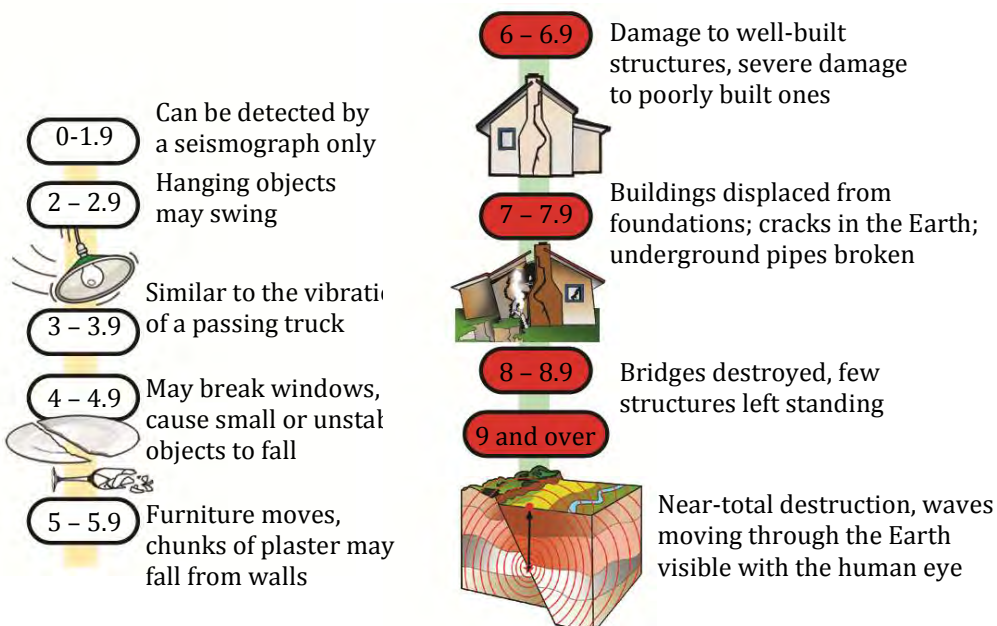 0-1.9
Can be detected by
a seismograph only
2 – 2.9
Hanging objects
may swing
3 – 3.9
Similar to the vibrati
of a passing truck
4 – 4.9
May break windows,
cause small or unstab
objects to fall
5 – 5.9
Furniture moves,
chunks of plaster may
fall from walls
6 – 6.9
Damage to well-built
structures, severe damage
to poorly built ones
7 – 7.9
Buildings displaced from
foundations; cracks in the Earth;
underground pipes broken
8 – 8.9
Bridges destroyed, few
structures left standing
9 and over
Near-total destruction, waves
moving through the Earth
visible with the human eye